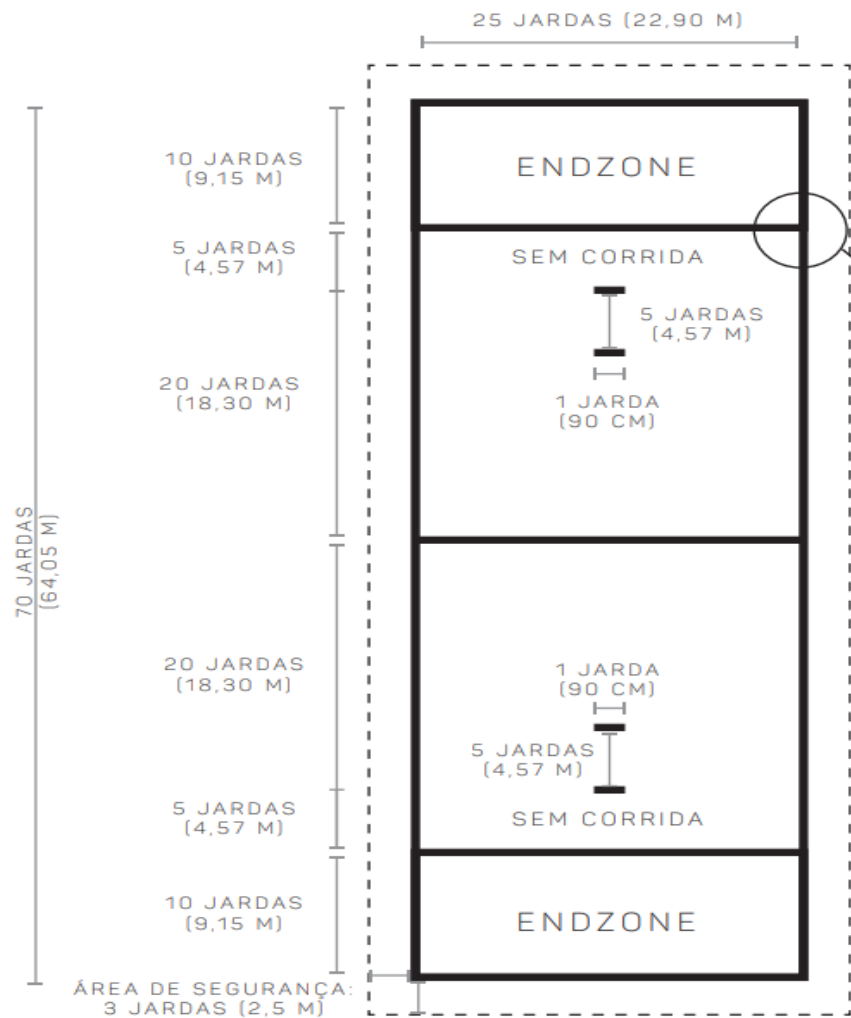 25 JARDAS (22,90 M)
10 JARDAS
(9,15 M)
ENDZONE
5 JARDAS
(4,57 M)
SEM CORRIDA
5 JARDAS
(4,57 M)
20 JARDAS
(18,30 M)
1 JARDA
(90 CM)
70 JARDAS
(64,05 M)
20 JARDAS
(18,30 M)
1 JARDA
(90 CM)
5 JARDAS
(4,57 M)
5 JARDAS
(4,57 M)
SEM CORRIDA
10 JARDAS
(9,15 M)
ENDZONE
ÁREA DE SEGURANÇA:
3 JARDAS (2,5 M)